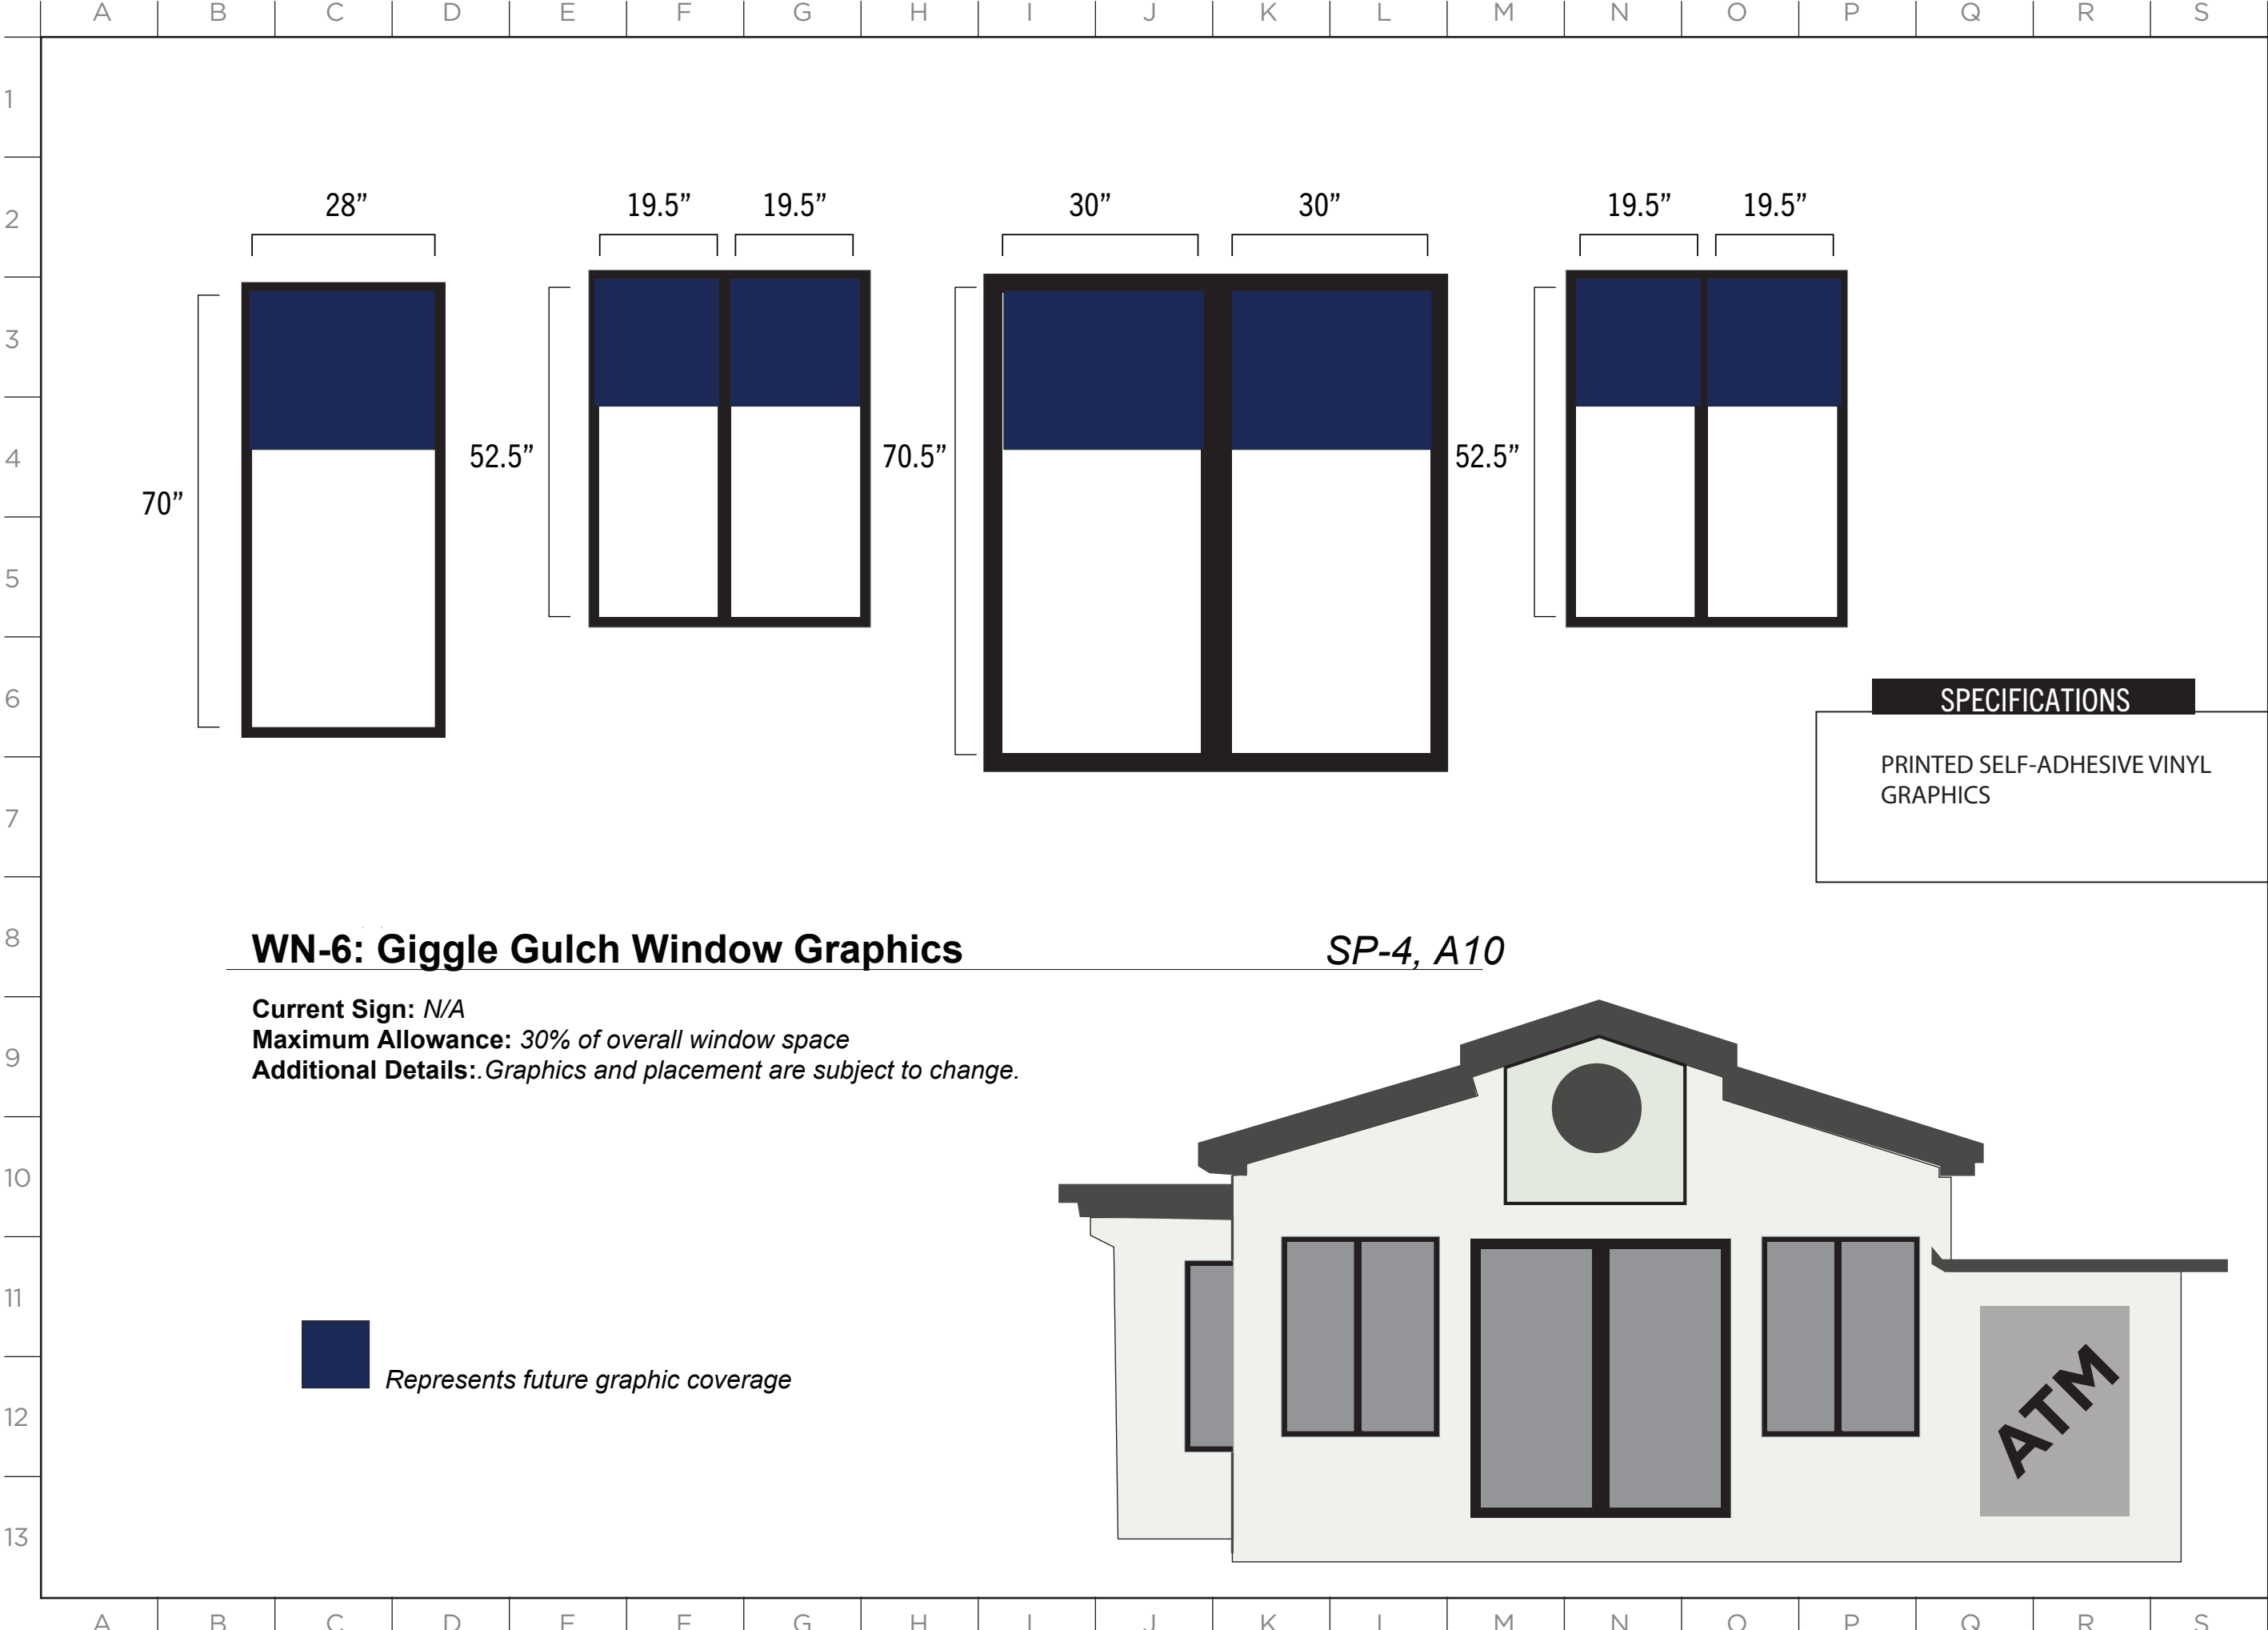 A B C D E F G H I J K L M N O P Q R S
1
2
3
4
5
6
7
8
9
10
11
12
13
28”
19.5” 19.5”
30” 30”
19.5” 19.5”
70”
52.5”
70.5”
52.5”
SPECIFICATIONS
PRINTED SELF-ADHESIVE VINYL
GRAPHICS
WN-6: Giggle Gulch Window Graphics SP-4, A10
Current Sign: N/A
Maximum Allowance: 30% of overall window space
Additional Details:.Graphics and placement are subject to change.
Represents future graphic coverage
ATM
A B C D E F G H I J K L M N O P Q R S